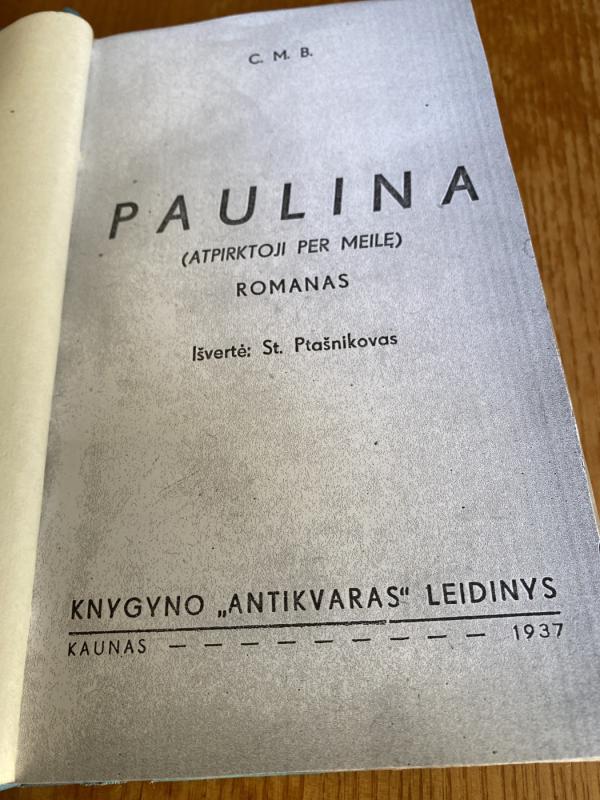 C. M. B.
PAULINA
(ATPIRKTOJI PER MEILĘ)
ROMANAS
Išvertė: St. Ptašnikovas
KNYGYNO „ANTIKVARAS“ LEIDINYS
KAUNAS — — — — — — — — — 1937